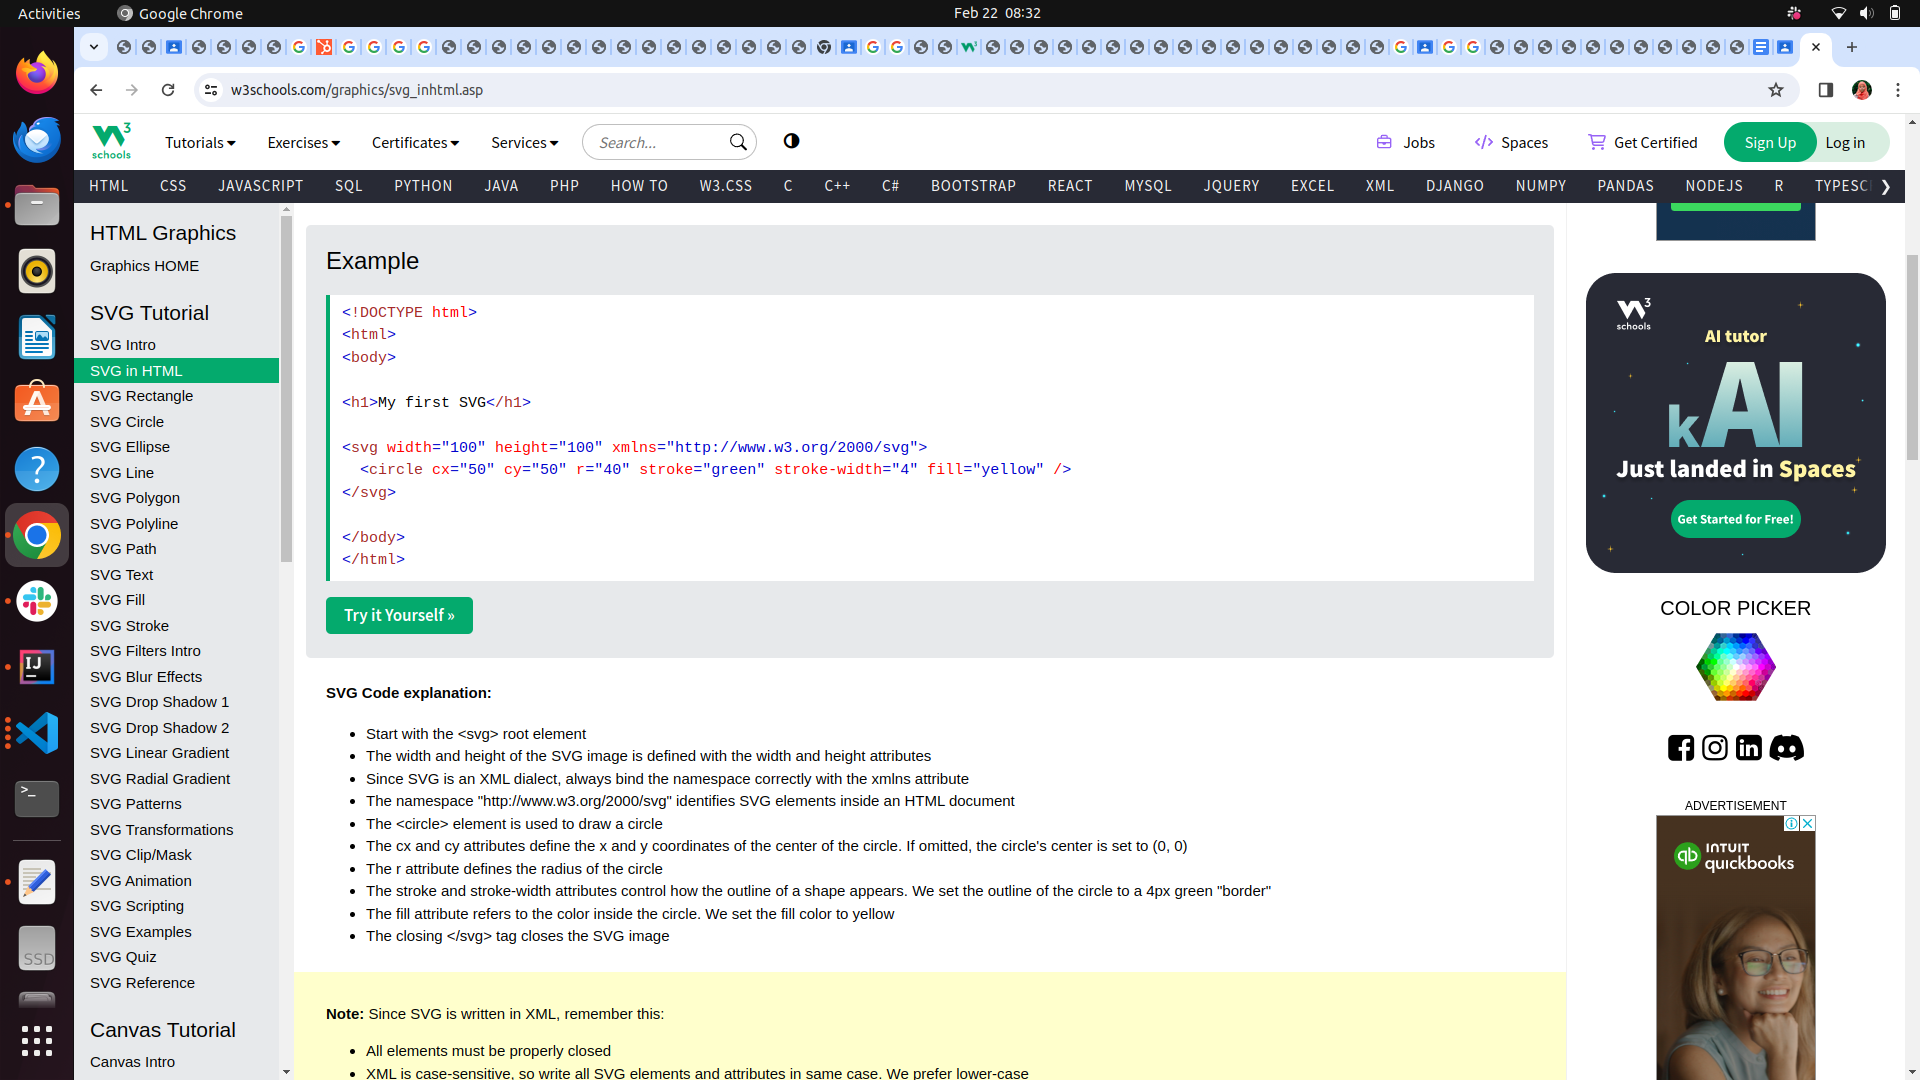 Activities
Google Chrome
Feb 22 08:32
w3schools.com/graphics/svg_inhtml.asp
W3 schools
Tutorials
Exercises
Certificates
Services
Search...
Jobs
Spaces
Get Certified
Sign Up
Log in
HTML CSS JAVASCRIPT SQL PYTHON JAVA PHP HOW TO W3.CSS C C++ C# BOOTSTRAP REACT MYSQL JQUERY EXCEL XML DJANGO NUMPY PANDAS NODEJS R TYPESC ❯
HTML Graphics
Graphics HOME
SVG Tutorial
SVG Intro
SVG in HTML
SVG Rectangle
SVG Circle
SVG Ellipse
SVG Line
SVG Polygon
SVG Polyline
SVG Path
SVG Text
SVG Fill
SVG Stroke
SVG Filters Intro
SVG Blur Effects
SVG Drop Shadow 1
SVG Drop Shadow 2
SVG Linear Gradient
SVG Radial Gradient
SVG Patterns
SVG Transformations
SVG Clip/Mask
SVG Animation
SVG Scripting
SVG Examples
SVG Quiz
SVG Reference
Canvas Tutorial
Canvas Intro
Example
<!DOCTYPE html>
<html>
<body>
<h1>My first SVG</h1>
<svg width="100" height="100" xmlns="http://www.w3.org/2000/svg">
<circle cx="50" cy="50" r="40" stroke="green" stroke-width="4" fill="yellow" />
</svg>
</body>
</html>
Try it Yourself »
SVG Code explanation:
Start with the <svg> root element
The width and height of the SVG image is defined with the width and height attributes
Since SVG is an XML dialect, always bind the namespace correctly with the xmlns attribute
The namespace "http://www.w3.org/2000/svg" identifies SVG elements inside an HTML document
The <circle> element is used to draw a circle
The cx and cy attributes define the x and y coordinates of the center of the circle. If omitted, the circle's center is set to (0, 0)
The r attribute defines the radius of the circle
The stroke and stroke-width attributes control how the outline of a shape appears. We set the outline of the circle to a 4px green "border"
The fill attribute refers to the color inside the circle. We set the fill color to yellow
The closing </svg> tag closes the SVG image
Note: Since SVG is written in XML, remember this:
All elements must be properly closed
XML is case-sensitive, so write all SVG elements and attributes in same case. We prefer lower-case
W3 schools
AI tutor
kAI
Just landed in Spaces
Get Started for Free!
COLOR PICKER
ADVERTISEMENT
INTUIT
qb quickbooks
IJ
SSD